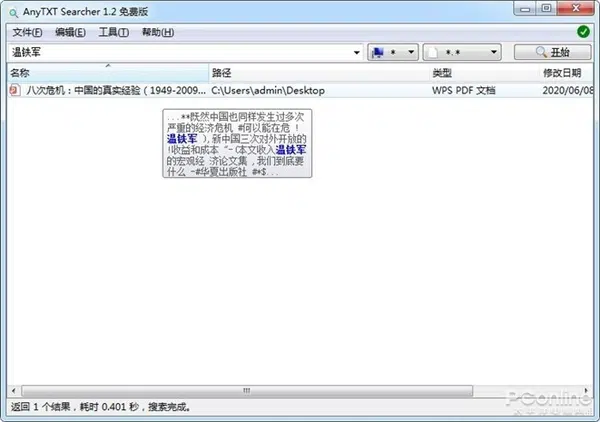 AnyTXT Searcher 1.2 免费版
文件(F) 编辑(E) 工具(T) 帮助(H)
温铁军 * *.* 开始
名称 路径 类型 修改日期
八次危机：中国的真实经验（1949-2009... C:\Users\admin\Desktop WPS PDF 文档 2020/06/08
...**既然中国也同样发生过多次
严重的经济危机 #何以能在危 !
温铁军 ),新中国三次对外开放的
!收益和成本 "-(本文收入温铁军
的宏观经 济论文集，我们到底要
什么 -#华夏出版社 #*$...
返回 1 个结果，耗时 0.401 秒，搜索完成。
PConline